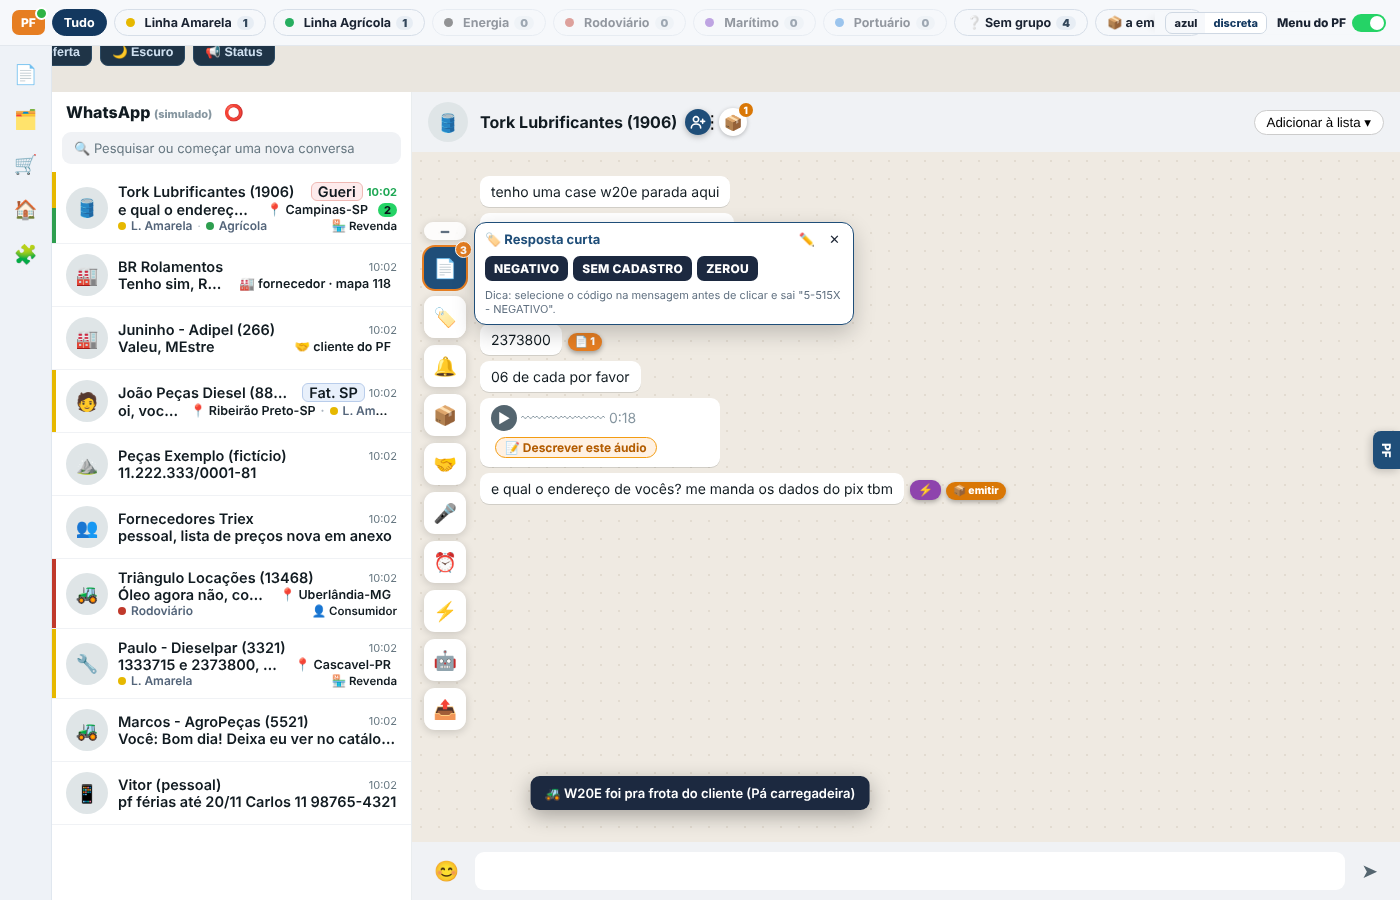 PF
Tudo
Linha Amarela 1
Linha Agrícola 1
Energia 0
Rodoviário 0
Marítimo 0
Portuário 0
Sem grupo 4
a em
azul discreta
Menu do PF
ferta
Escuro
Status
WhatsApp (simulado)
Pesquisar ou começar uma nova conversa
Tork Lubrificantes (1906) Gueri 10:02
e qual o endereç... Campinas-SP 2
L. Amarela · Agrícola Revenda
BR Rolamentos 10:02
Tenho sim, R... fornecedor · mapa 118
Juninho - Adipel (266) 10:02
Valeu, MEstre cliente do PF
João Peças Diesel (88... Fat. SP 10:02
oi, voc... Ribeirão Preto-SP · L. Am...
Peças Exemplo (fictício) 10:02
11.222.333/0001-81
Fornecedores Triex 10:02
pessoal, lista de preços nova em anexo
Triângulo Locações (13468) 10:02
Óleo agora não, co... Uberlândia-MG
Rodoviário Consumidor
Paulo - Dieselpar (3321) 10:02
1333715 e 2373800, ... Cascavel-PR
L. Amarela Revenda
Marcos - AgroPeças (5521) 10:02
Você: Bom dia! Deixa eu ver no catálo...
Vitor (pessoal) 10:02
pf férias até 20/11 Carlos 11 98765-4321
Tork Lubrificantes (1906) 1
Adicionar à lista ▾
tenho uma case w20e parada aqui
3
Resposta curta
NEGATIVO SEM CADASTRO ZEROU
Dica: selecione o código na mensagem antes de clicar e sai "5-515X
- NEGATIVO".
2373800 1
06 de cada por favor
0:18
Descrever este áudio
e qual o endereço de vocês? me manda os dados do pix tbm emitir
PF
W20E foi pra frota do cliente (Pá carregadeira)